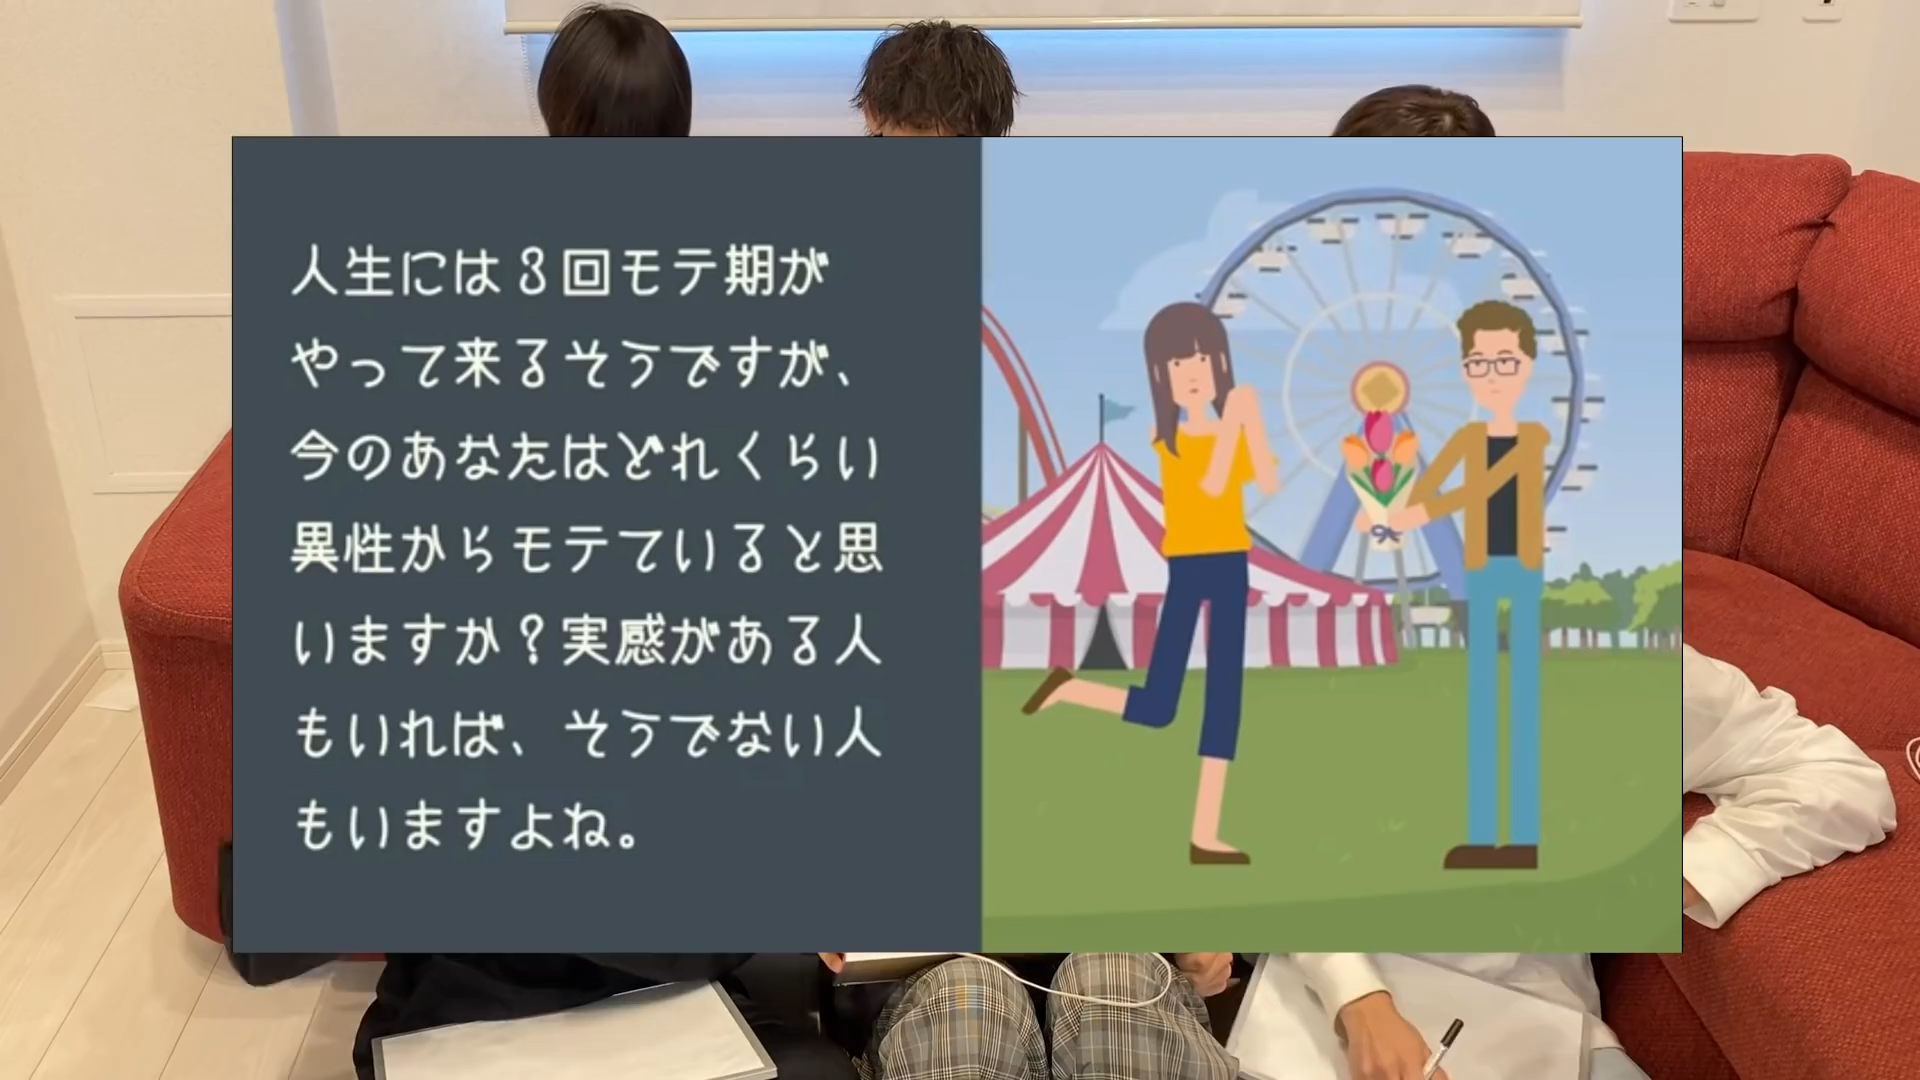 人生には3回モテ期が
やって来るそうですが、
今のあなたはどれくらい
異性からモテていると思
いますか？実感がある人
もいれば、そうでない人
もいますよね。